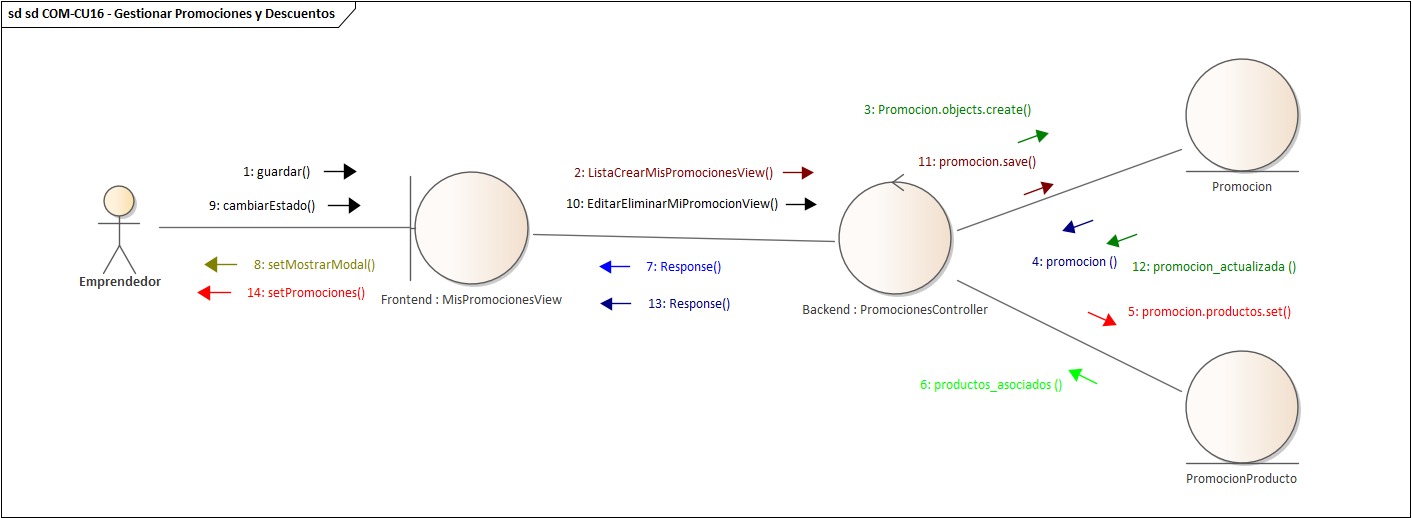 sd sd COM-CU16 - Gestionar Promociones y Descuentos
3: Promocion.objects.create()
11: promocion.save()
1: guardar()
2: ListaCrearMisPromocionesView()
Promocion
9: cambiarEstado()
10: EditarEliminarMiPromocionView()
4: promocion ()
12: promocion_actualizada ()
8: setMostrarModal()
7: Response()
Emprendedor
14: setPromociones()
Frontend : MisPromocionesView
13: Response()
Backend : PromocionesController
5: promocion.productos.set()
6: productos_asociados ()
PromocionProducto